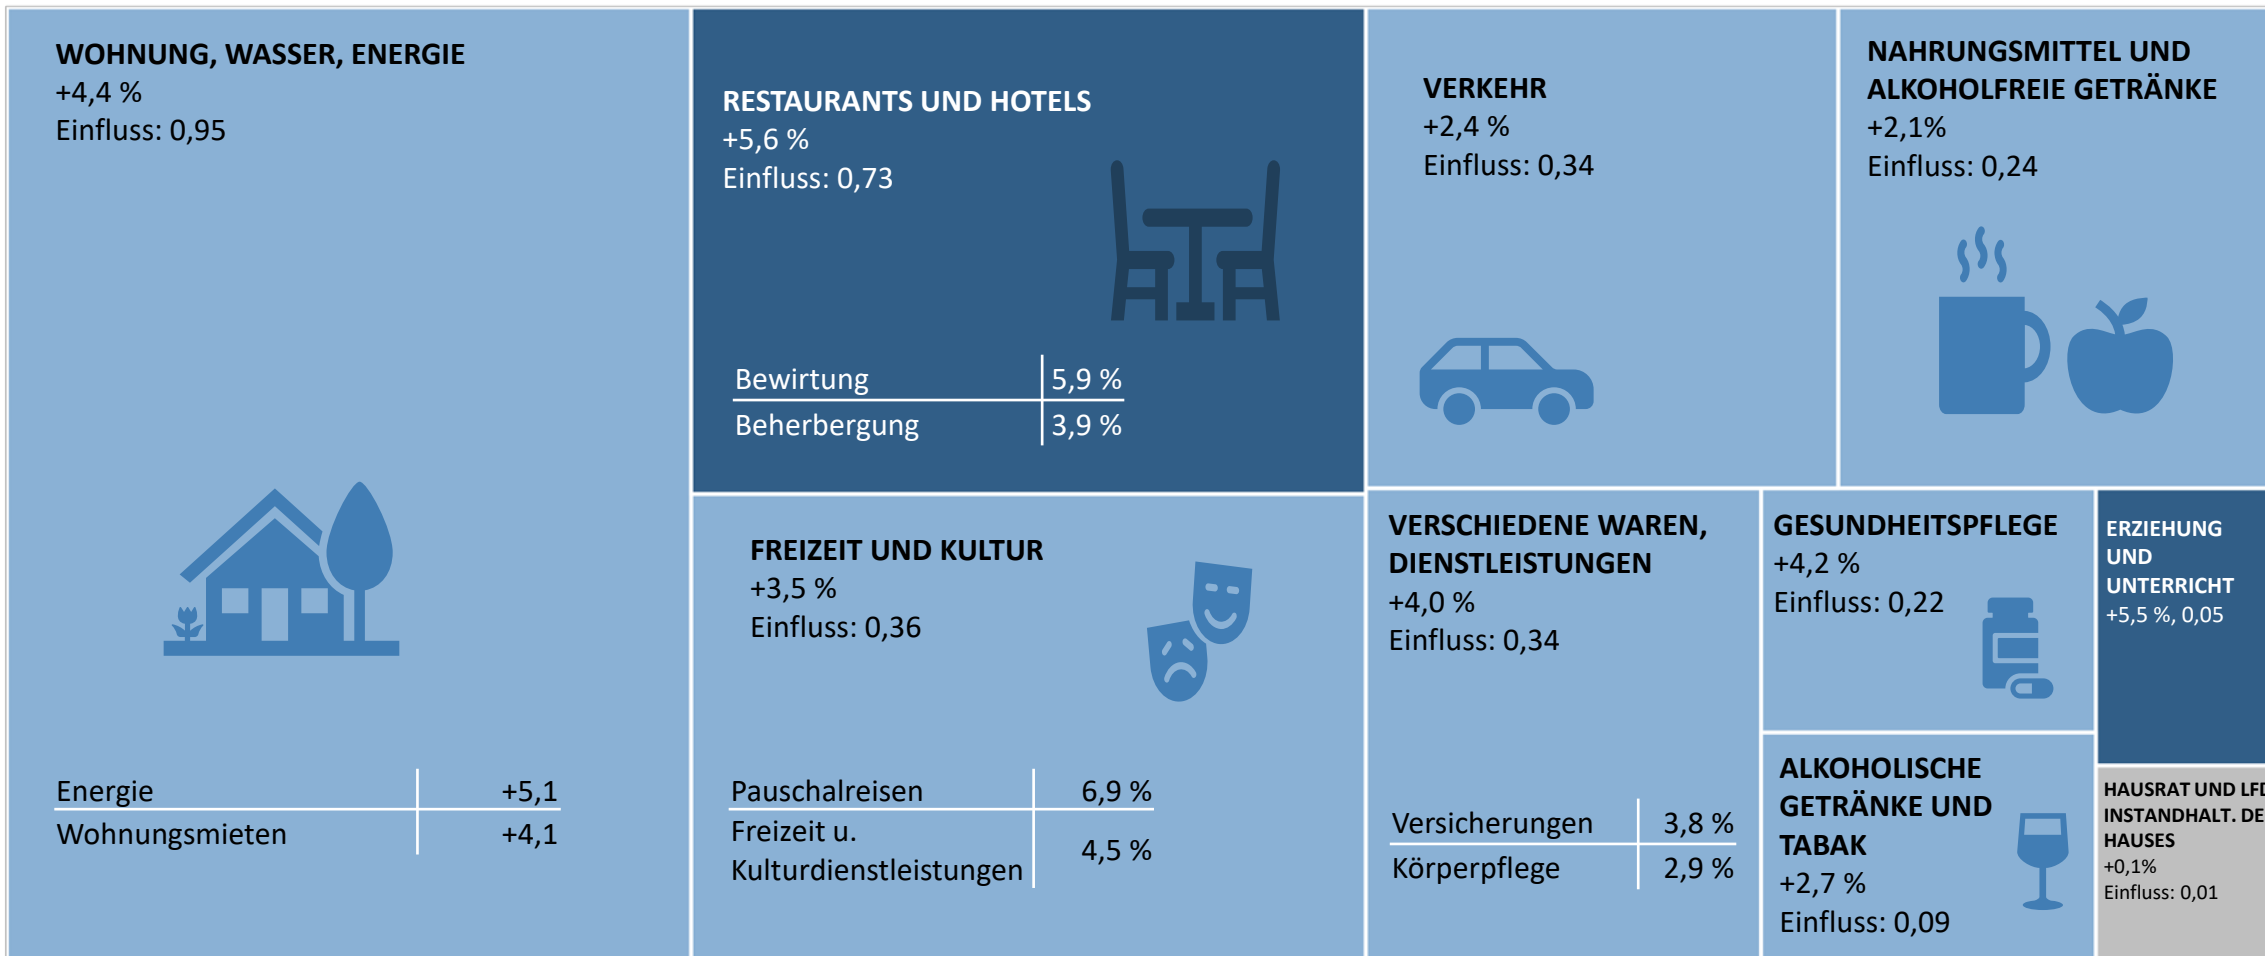 WOHNUNG, WASSER, ENERGIE
+4,4 %
Einfluss: 0,95
Energie +5,1
Wohnungsmieten +4,1
RESTAURANTS UND HOTELS
+5,6 %
Einfluss: 0,73
Bewirtung 5,9 %
Beherbergung 3,9 %
FREIZEIT UND KULTUR
+3,5 %
Einfluss: 0,36
Pauschalreisen 6,9 %
Freizeit u.
Kulturdienstleistungen 4,5 %
VERKEHR
+2,4 %
Einfluss: 0,34
NAHRUNGSMITTEL UND
ALKOHOLFREIE GETRÄNKE
+2,1%
Einfluss: 0,24
VERSCHIEDENE WAREN,
DIENSTLEISTUNGEN
+4,0 %
Einfluss: 0,34
Versicherungen 3,8 %
Körperpflege 2,9 %
GESUNDHEITSPFLEGE
+4,2 %
Einfluss: 0,22
ALKOHOLISCHE
GETRÄNKE UND
TABAK
+2,7 %
Einfluss: 0,09
ERZIEHUNG
UND
UNTERRICHT
+5,5 %, 0,05
HAUSRAT UND LFD
INSTANDHALT. DE
HAUSES
+0,1%
Einfluss: 0,01